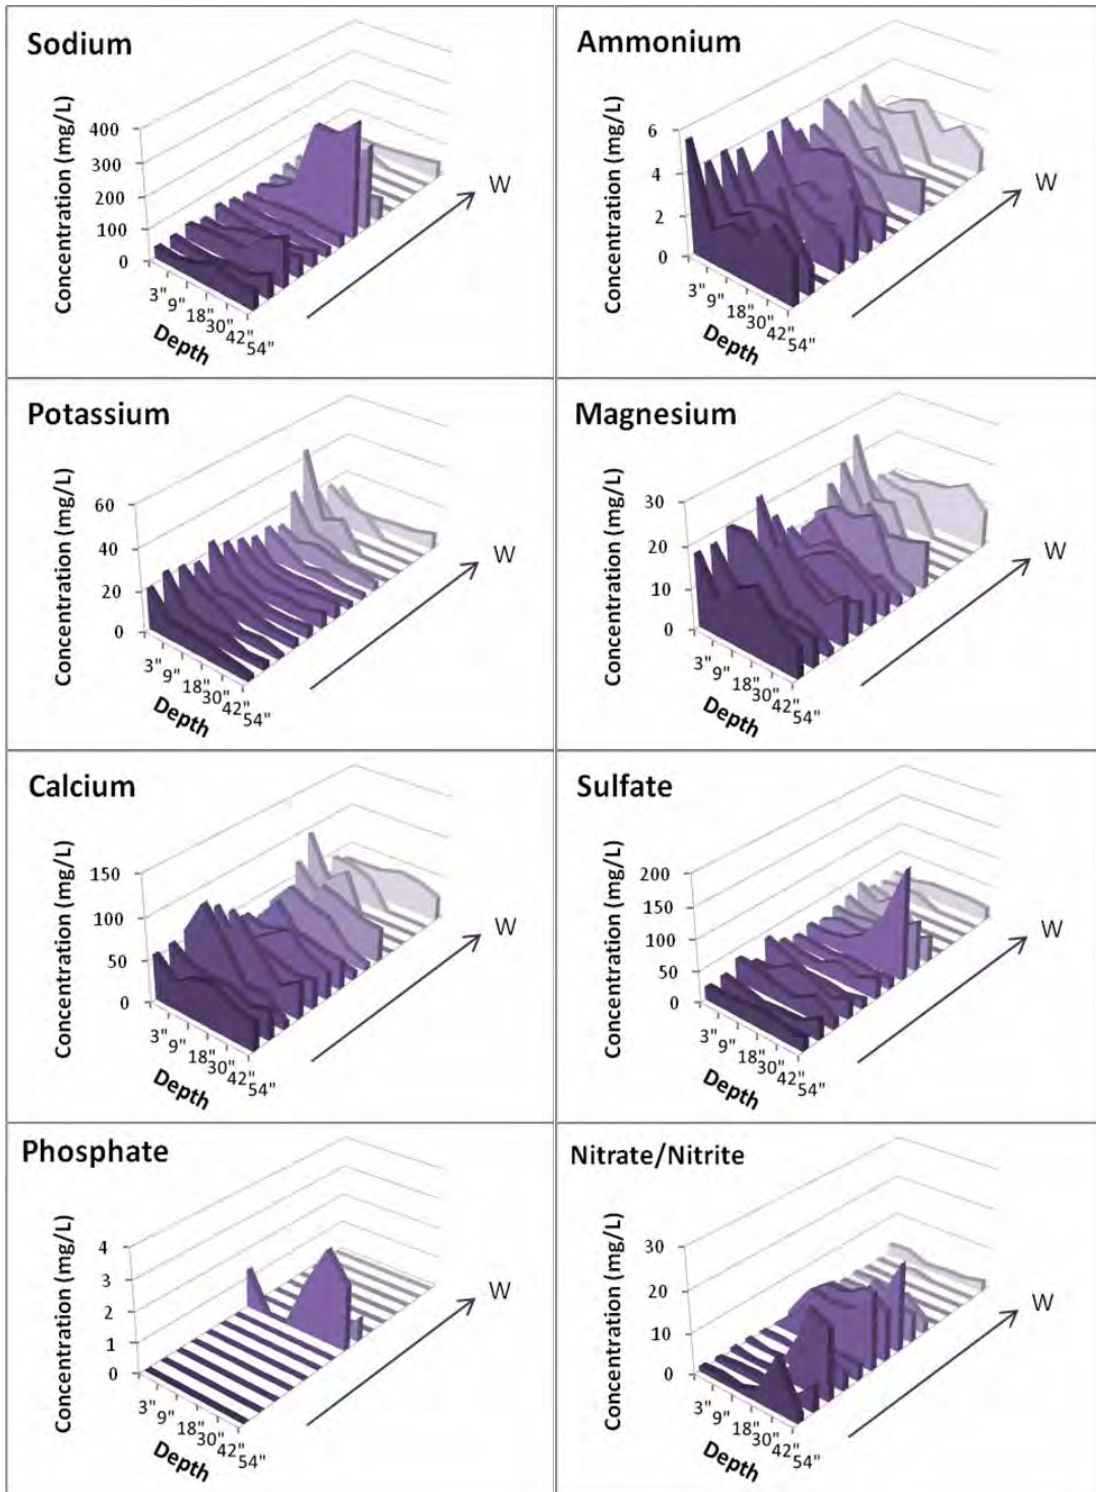 Sodium
Concentration (mg/L)
400
300
200
100
0
3"
9"
18"
30"
42"
54"
Depth
W
Ammonium
Concentration (mg/L)
6
4
2
0
3"
9"
18"
30"
42"
54"
Depth
W
Potassium
Concentration (mg/L)
60
40
20
0
3"
9"
18"
30"
42"
54"
Depth
W
Magnesium
Concentration (mg/L)
30
20
10
0
3"
9"
18"
30"
42"
54"
Depth
W
Calcium
Concentration (mg/L)
150
100
50
0
3"
9"
18"
30"
42"
54"
Depth
W
Sulfate
Concentration (mg/L)
200
150
100
50
0
3"
9"
18"
30"
42"
54"
Depth
W
Phosphate
Concentration (mg/L)
4
3
2
1
0
3"
9"
18"
30"
42"
54"
Depth
W
Nitrate/Nitrite
Concentration (mg/L)
30
20
10
0
3"
9"
18"
30"
42"
54"
Depth
W